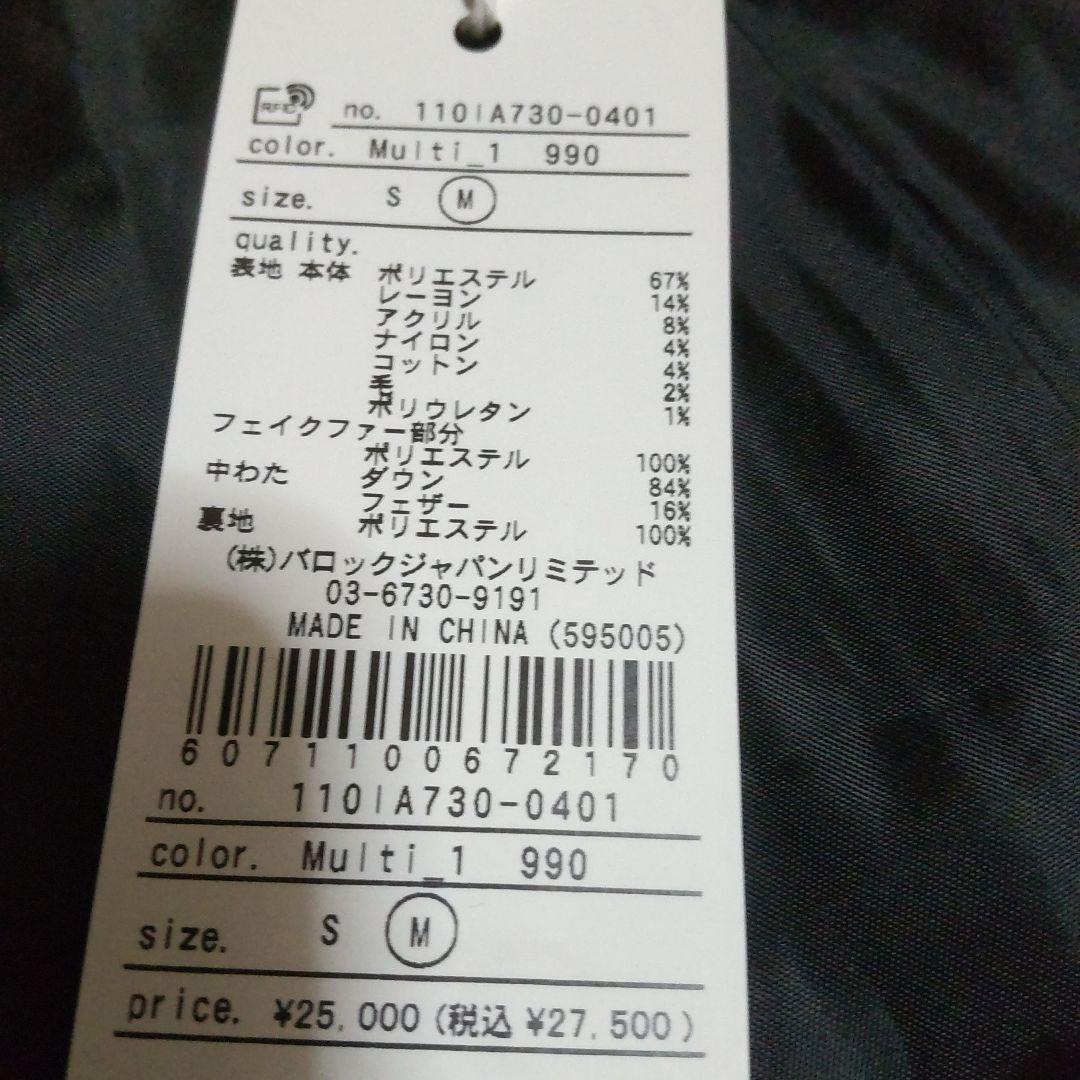 RFID no. 110IA730-0401
color. Multi_1 990
size. S M
quality.
表地 本体 ポリエステル 67%
レーヨン 14%
アクリル 8%
ナイロン 4%
コットン 4%
毛 2%
ポリウレタン 1%
フェイクファー部分
ポリエステル 100%
中わた ダウン 84%
フェザー 16%
裏地 ポリエステル 100%
(株)バロックジャパンリミテッド
03-6730-9191
MADE IN CHINA (595005)
6071100672170
no. 110IA730-0401
color. Multi_1 990
size. S M
price. ¥25,000 (税込 ¥27,500)